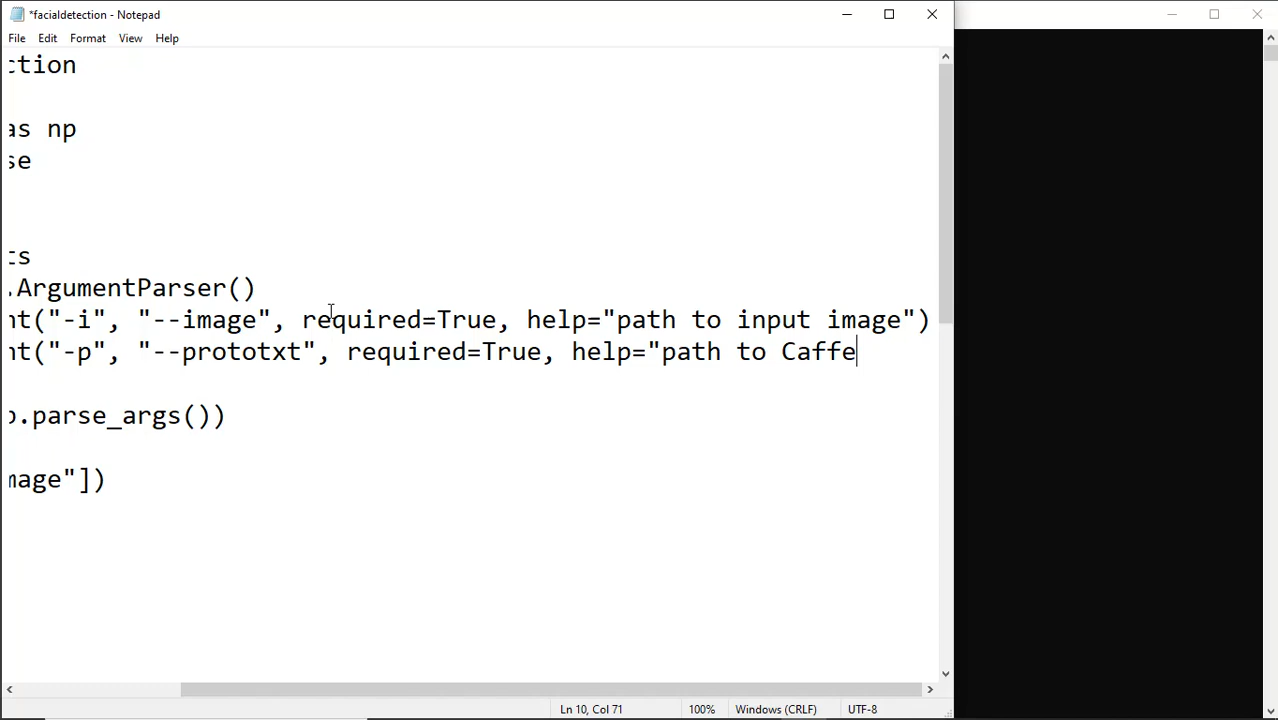 *facialdetection - Notepad
File Edit Format View Help
ction
as np
se
ts
.ArgumentParser()
nt("-i", "--image", required=True, help="path to input image")
nt("-p", "--prototxt", required=True, help="path to Caffe
p.parse_args())
mage"])
Ln 10, Col 71 100% Windows (CRLF) UTF-8